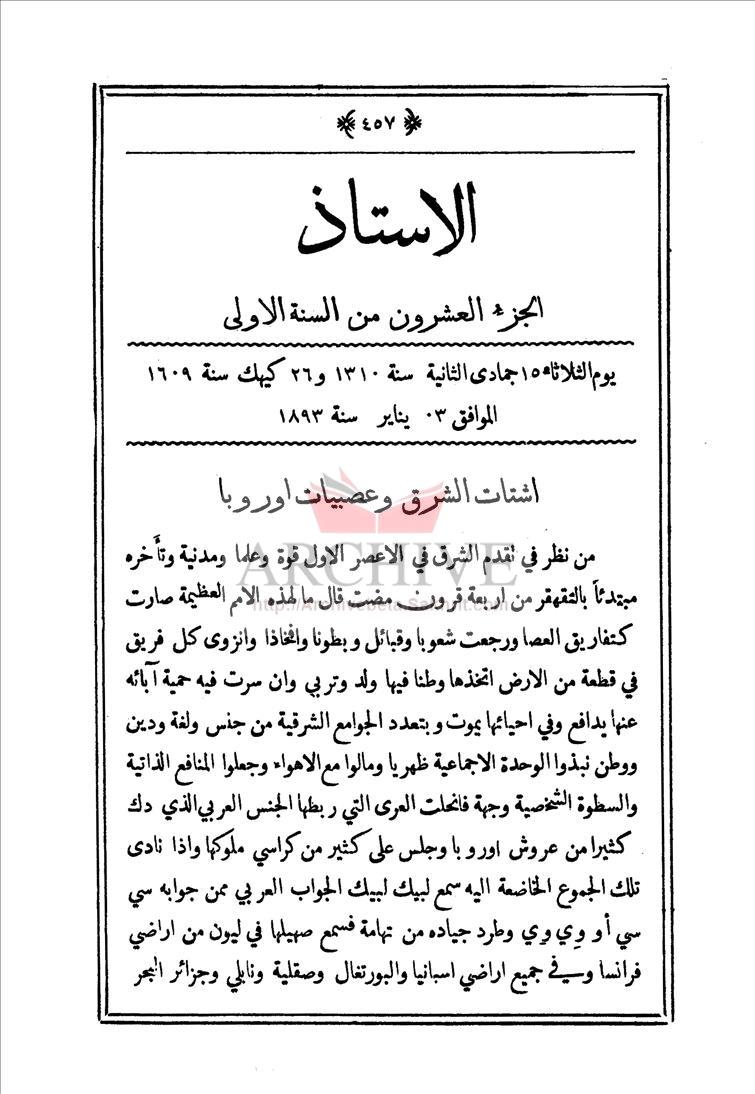 ٤٥٧
الاستاذ
الجزء العشرون من السنة الاولى
يوم الثلاثاء ١٥ جمادى الثانية سنة ١٣١٠ و ٢٦ كيهك سنة ١٦٠٩
الموافق ٠٣ يناير سنة ١٨٩٣
اشتات الشرق وعصبيات اوروبا
ARCHIVE
من نظر في تقدم الشرق في الاعصر الاول قوة وعلما ومدنية وتأخره
مبتدئاً بالتقهقر من اربعة قرون مضت قال ما لهذه الامم العظيمة صارت
كتفاريق العصا ورجعت شعوبا وقبائل وبطونا وافخاذا وانزوى كل فريق
في قطعة من الارض اتخذها وطنا فيها ولد وتربي وان سرت فيه حمية آبائه
عنها يدافع وفي احيائها يموت وبتعدد الجوامع الشرقية من جنس ولغة ودين
ووطن نبذوا الوحدة الاجماعية ظهريا ومالوا مع الاهواء وجعلوا المنافع الذاتية
والسطوة الشخصية وجهة فانحلت العرى التي ربطها الجنس العربي الذي دك
كثيرا من عروش اوروبا وجلس على كثير من كراسي ملوكها واذا نادى
تلك الجموع الخاضعة اليه سمع لبيك لبيك الجواب العربي ممن جوابه سي
سي أو وِي وِي وطرد جياده من تهامة فسمع صهيلها في ليون من اراضي
فرانسا وفي جميع اراضي اسبانيا والبورتغال وصقلية ونابلي وجزائر البحر